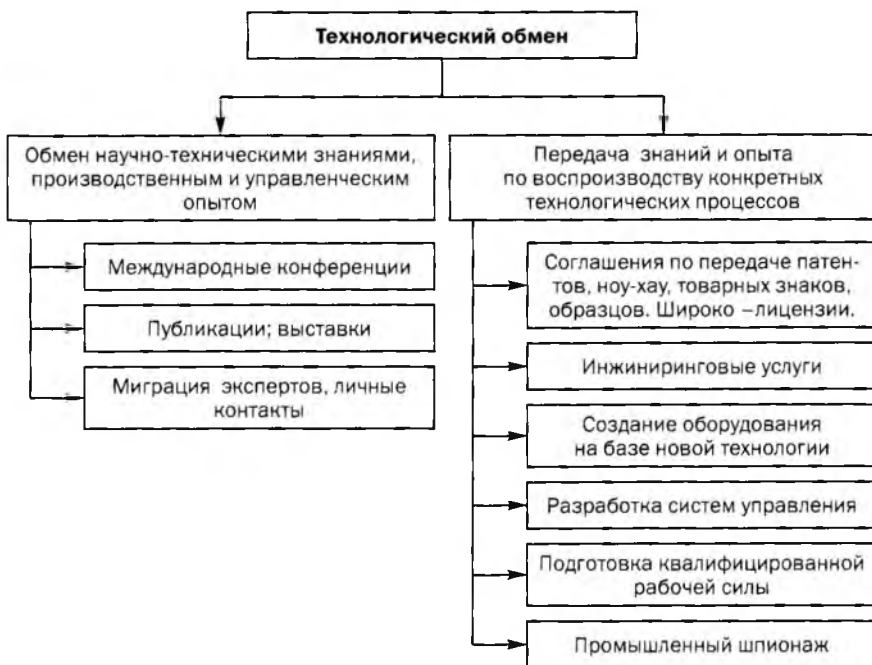 Технологический обмен
Обмен научно-техническими знаниями,
производственным и управленческим
опытом
Международные конференции
Публикации; выставки
Миграция экспертов, личные
контакты
Передача знаний и опыта
по воспроизводству конкретных
технологических процессов
Соглашения по передаче патен-
тов, ноу-хау, товарных знаков,
образцов. Широко –лицензии.
Инжиниринговые услуги
Создание оборудования
на базе новой технологии
Разработка систем управления
Подготовка квалифицированной
рабочей силы
Промышленный шпионаж